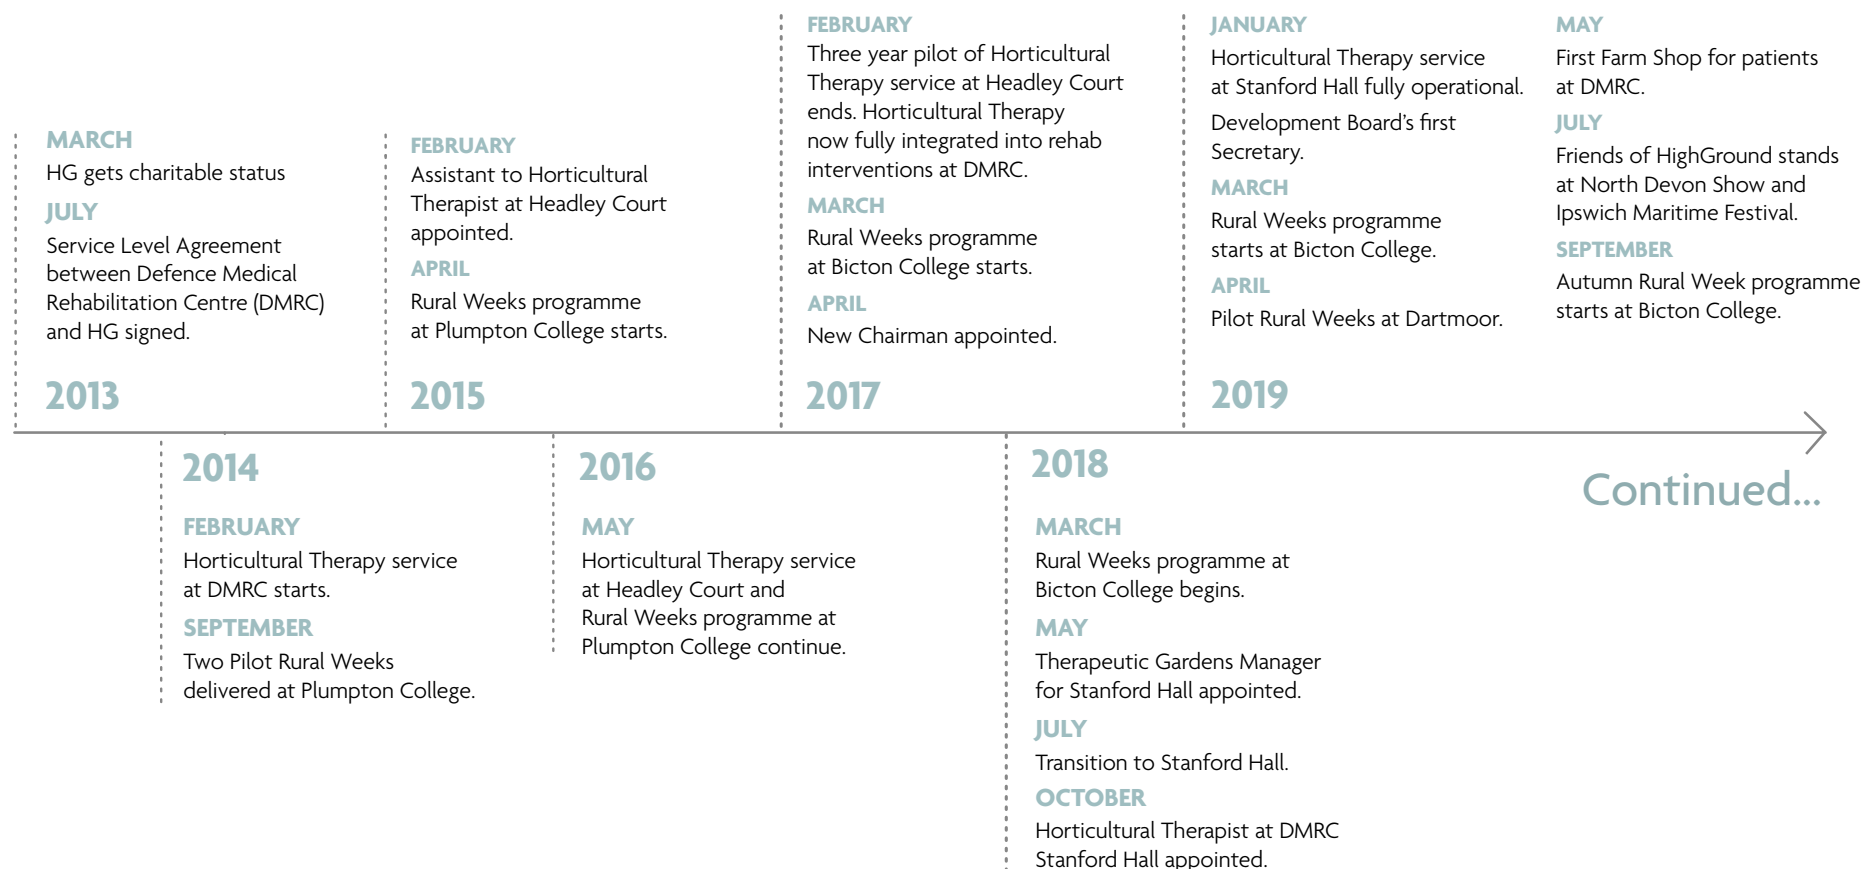 MARCH
HG gets charitable status
JULY
Service Level Agreement
between Defence Medical
Rehabilitation Centre (DMRC)
and HG signed.
2013
2014
FEBRUARY
Horticultural Therapy service
at DMRC starts.
SEPTEMBER
Two Pilot Rural Weeks
delivered at Plumpton College.
FEBRUARY
Assistant to Horticultural
Therapist at Headley Court
appointed.
APRIL
Rural Weeks programme
at Plumpton College starts.
2015
2016
MAY
Horticultural Therapy service
at Headley Court and
Rural Weeks programme at
Plumpton College continue.
FEBRUARY
Three year pilot of Horticultural
Therapy service at Headley Court
ends. Horticultural Therapy
now fully integrated into rehab
interventions at DMRC.
MARCH
Rural Weeks programme
at Bicton College starts.
APRIL
New Chairman appointed.
2017
2018
MARCH
Rural Weeks programme at
Bicton College begins.
MAY
Therapeutic Gardens Manager
for Stanford Hall appointed.
JULY
Transition to Stanford Hall.
OCTOBER
Horticultural Therapist at DMRC
Stanford Hall appointed.
JANUARY
Horticultural Therapy service
at Stanford Hall fully operational.
Development Board’s first
Secretary.
MARCH
Rural Weeks programme
starts at Bicton College.
APRIL
Pilot Rural Weeks at Dartmoor.
2019
MAY
First Farm Shop for patients
at DMRC.
JULY
Friends of HighGround stands
at North Devon Show and
Ipswich Maritime Festival.
SEPTEMBER
Autumn Rural Week programme
starts at Bicton College.
Continued...